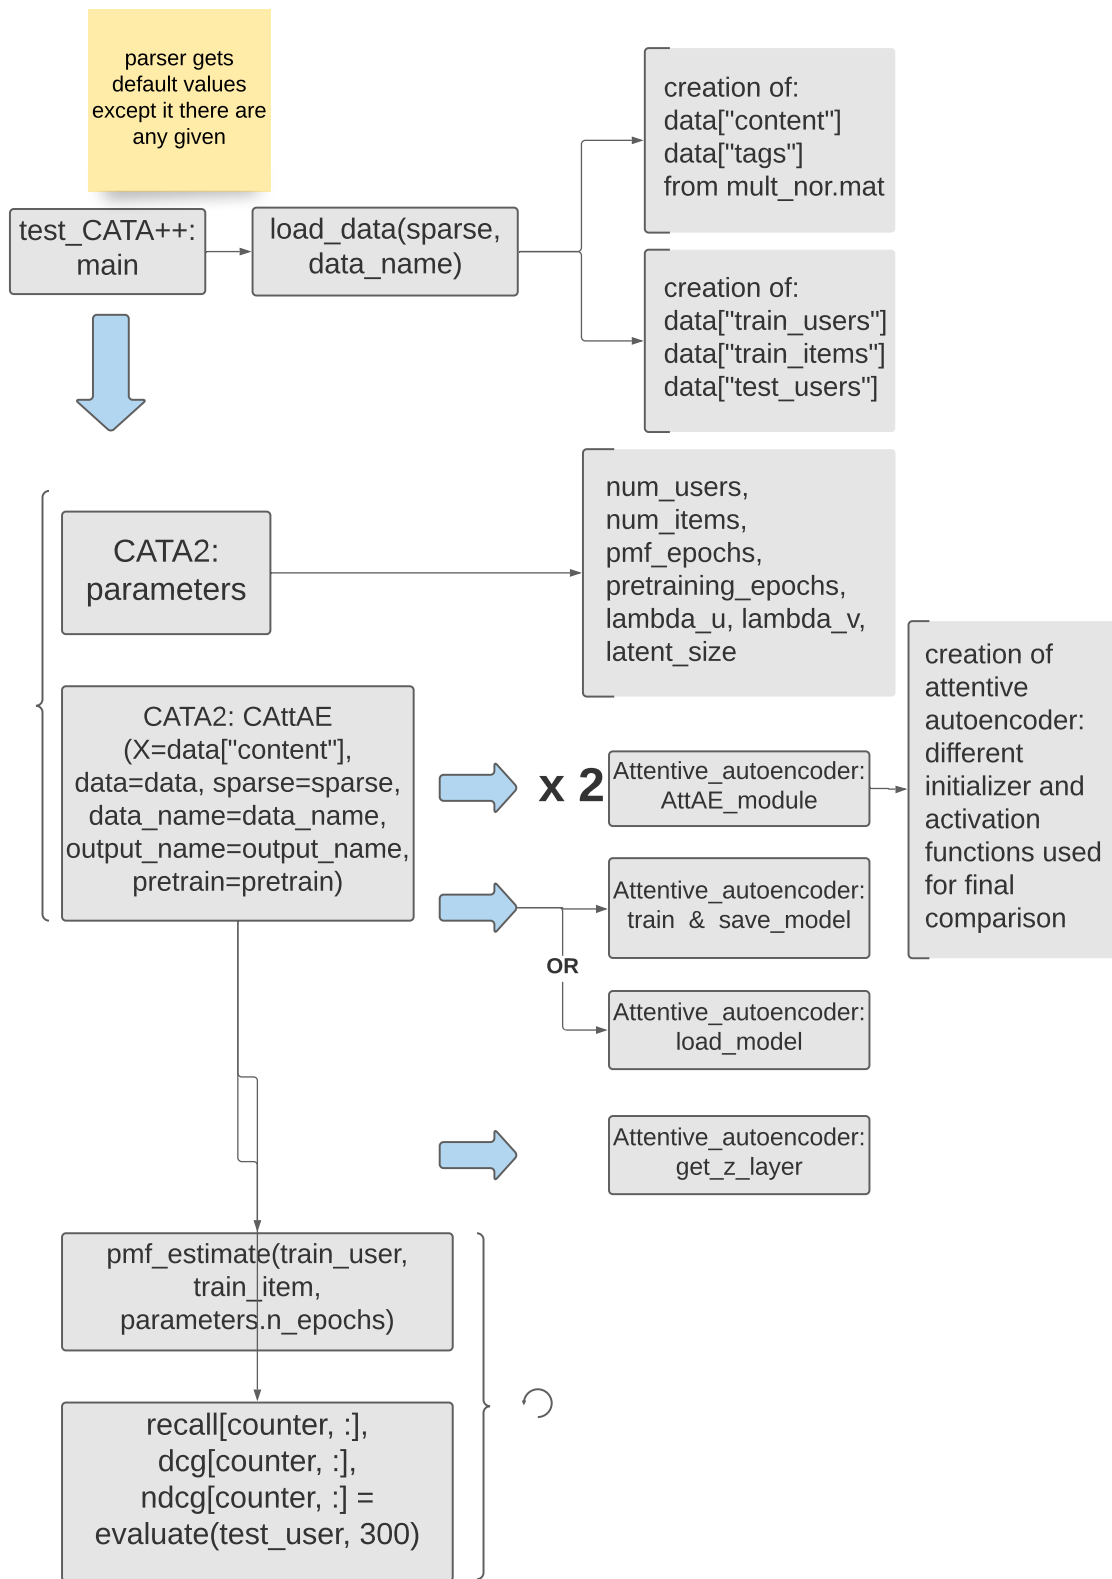 parser gets
default values
except it there are
any given
test_CATA++:
main
load_data(sparse,
data_name)
creation of:
data["content"]
data["tags"]
from mult_nor.mat
creation of:
data["train_users"]
data["train_items"]
data["test_users"]
CATA2:
parameters
num_users,
num_items,
pmf_epochs,
pretraining_epochs,
lambda_u, lambda_v,
latent_size
CATA2: CAttAE
(X=data["content"],
data=data, sparse=sparse,
data_name=data_name,
output_name=output_name,
pretrain=pretrain)
x 2
Attentive_autoencoder:
AttAE_module
creation of
attentive
autoencoder:
different
initializer and
activation
functions used
for final
comparison
Attentive_autoencoder:
train & save_model
OR
Attentive_autoencoder:
load_model
Attentive_autoencoder:
get_z_layer
pmf_estimate(train_user,
train_item,
parameters.n_epochs)
recall[counter, :],
dcg[counter, :],
ndcg[counter, :] =
evaluate(test_user, 300)